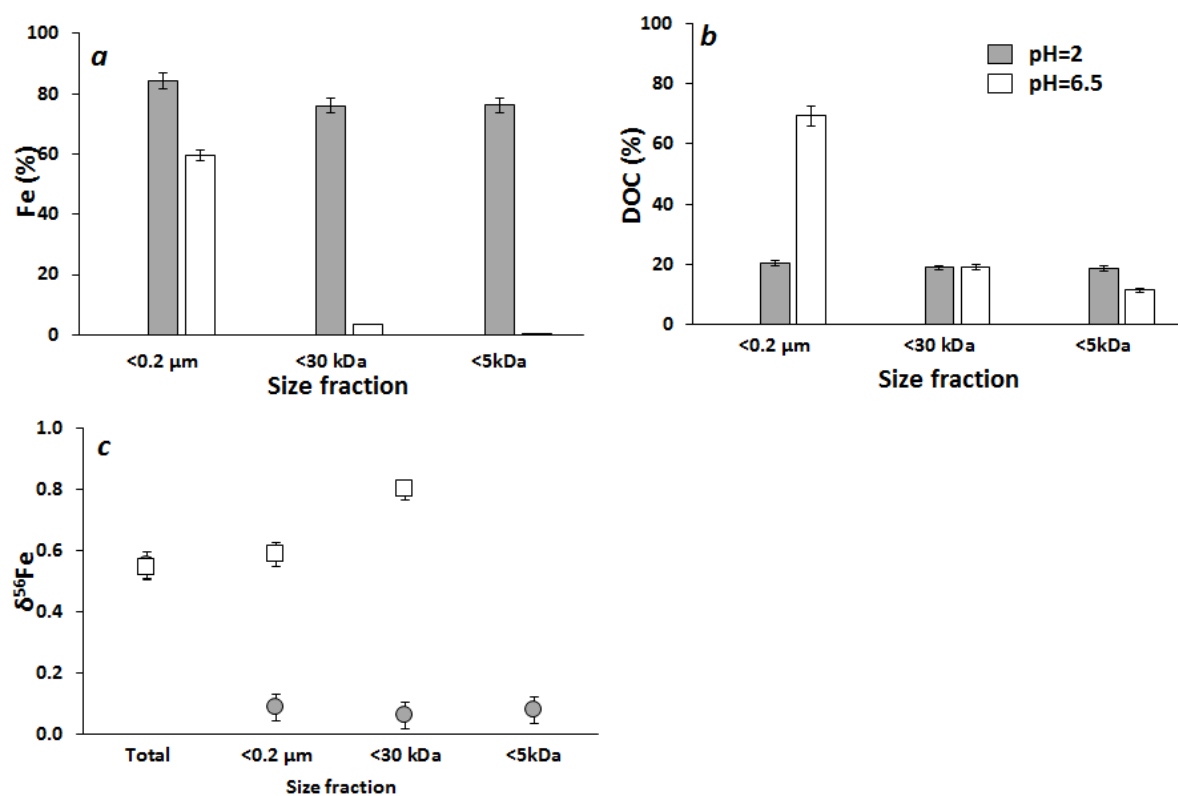 a
100
80
60
40
20
0
Fe (%)
<0.2 µm <30 kDa <5kDa
Size fraction
b
pH=2
pH=6.5
100
80
60
40
20
0
DOC (%)
<0.2 µm <30 kDa <5kDa
Size fraction
c
1.0
0.8
0.6
0.4
0.2
0.0
δ⁵⁶Fe
Total <0.2 µm <30 kDa <5kDa
Size fraction